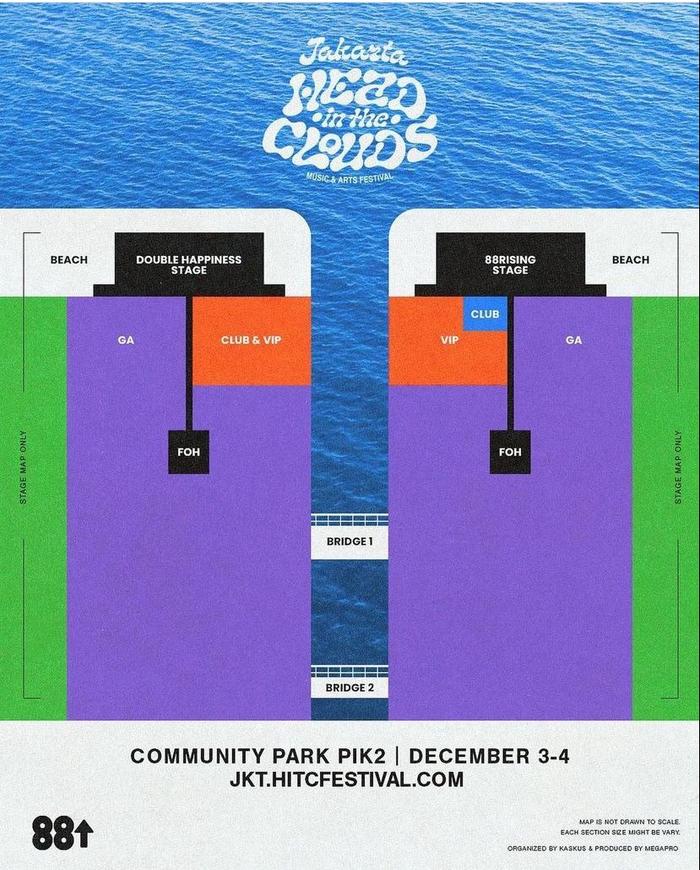 Jakarta
HEAD
in the
CLOUDS
MUSIC & ARTS FESTIVAL
BEACH
DOUBLE HAPPINESS
STAGE
88RISING
STAGE
BEACH
GA
CLUB & VIP
VIP
CLUB
GA
FOH
FOH
STAGE MAP ONLY
STAGE MAP ONLY
BRIDGE 1
BRIDGE 2
COMMUNITY PARK PIK2 | DECEMBER 3-4
JKT.HITCFESTIVAL.COM
88↑
MAP IS NOT DRAWN TO SCALE.
EACH SECTION SIZE MIGHT BE VARY.
ORGANIZED BY KASKUS & PRODUCED BY MEGAPRO